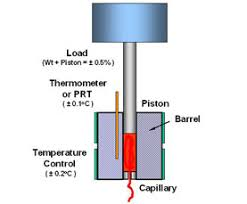 Load
(Wt + Piston = ± 0.5%)
Thermometer
or PRT
(± 0.1°C)
Piston
Barrel
Temperature
Control
(± 0.2°C)
Capillary